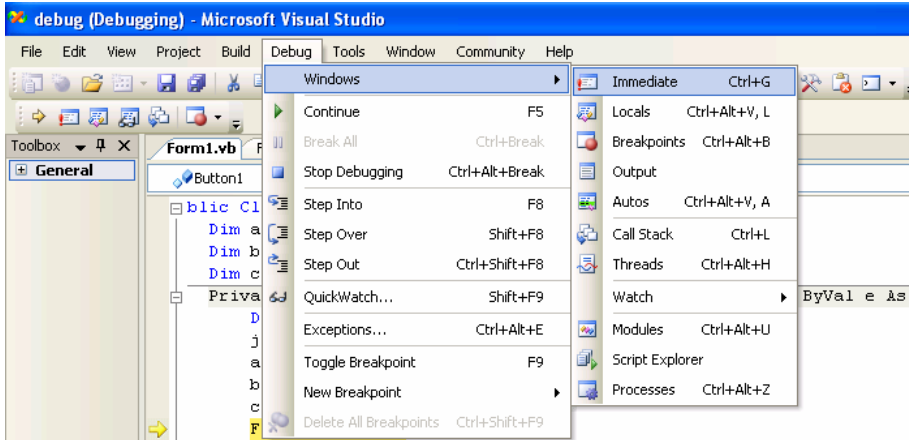 debug (Debugging) - Microsoft Visual Studio
File Edit View Project Build Debug Tools Window Community Help
Windows
Immediate Ctrl+G
Continue F5
Locals Ctrl+Alt+V, L
Break All Ctrl+Break
Breakpoints Ctrl+Alt+B
Toolbox
Form1.vb
General
Button1
Stop Debugging Ctrl+Alt+Break
Output
Step Into F8
Autos Ctrl+Alt+V, A
blic Cl
Dim a
Step Over Shift+F8
Call Stack Ctrl+L
Dim b
Step Out Ctrl+Shift+F8
Threads Ctrl+Alt+H
Dim c
Priva
QuickWatch... Shift+F9
Watch
ByVal e As
D
Exceptions... Ctrl+Alt+E
Modules Ctrl+Alt+U
j
a
Toggle Breakpoint F9
Script Explorer
b
New Breakpoint
Processes Ctrl+Alt+Z
c
F
Delete All Breakpoints Ctrl+Shift+F9